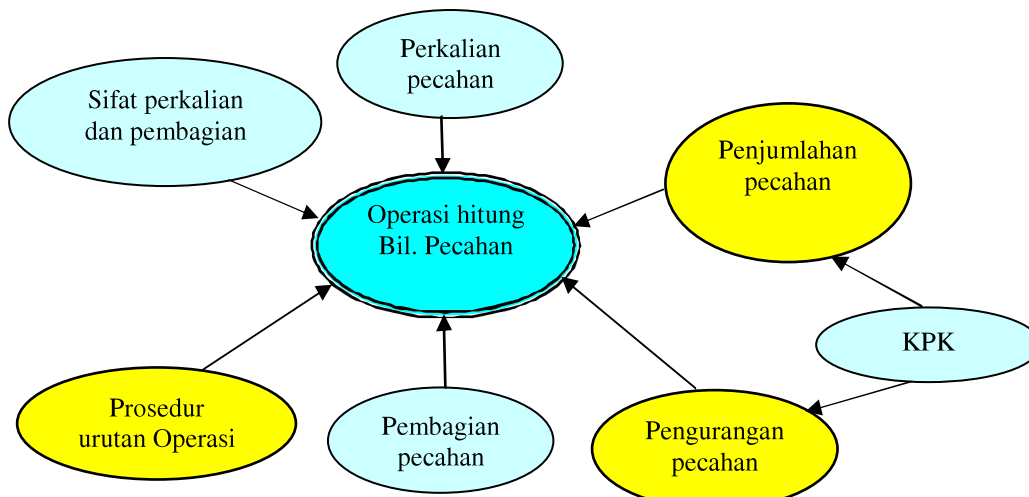 Perkalian
pecahan
Sifat perkalian
dan pembagian
Penjumlahan
pecahan
Operasi hitung
Bil. Pecahan
KPK
Prosedur
urutan Operasi
Pembagian
pecahan
Pengurangan
pecahan